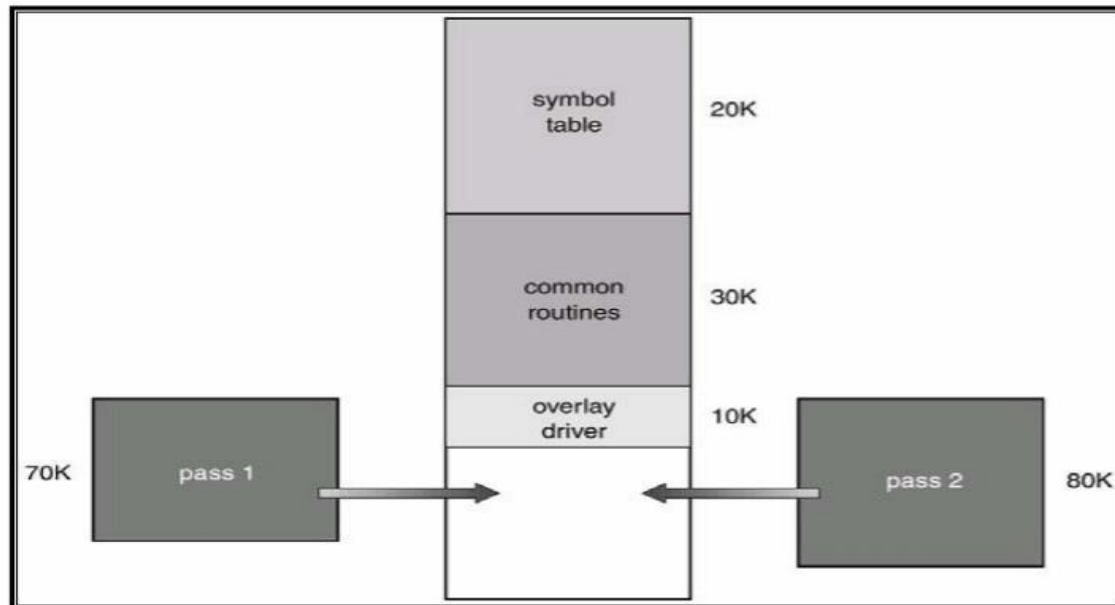 symbol
table
20K
common
routines
30K
overlay
driver
10K
70K
pass 1
pass 2
80K